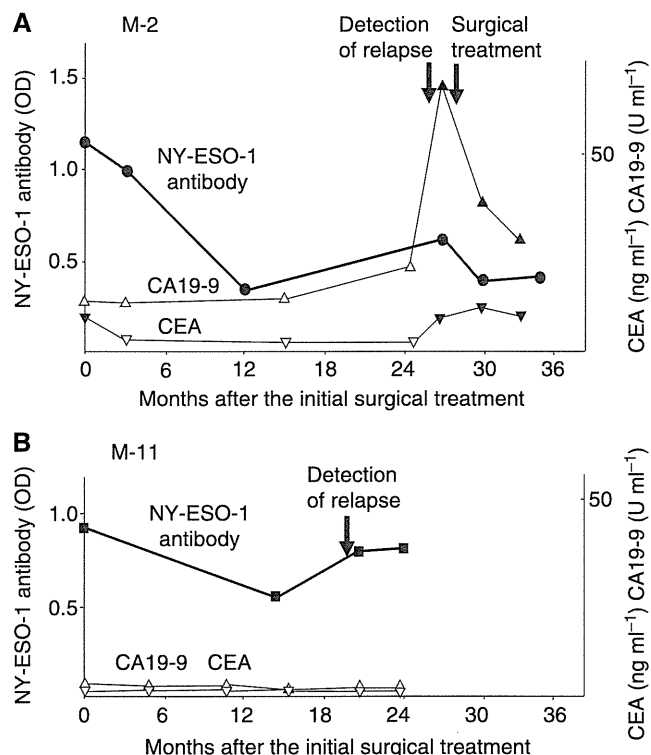 A
M-2
Detection
of relapse
Surgical
treatment
NY-ESO-1 antibody (OD)
1.5
1.0
0.5
NY-ESO-1
antibody
CA19-9
CEA
50
CEA (ng ml⁻¹) CA19-9 (U ml⁻¹)
0 6 12 18 24 30 36
Months after the initial surgical treatment
B
M-11
Detection
of relapse
NY-ESO-1 antibody (OD)
1.0
0.5
NY-ESO-1
antibody
CA19-9 CEA
50
CEA (ng ml⁻¹) CA19-9 (U ml⁻¹)
0 6 12 18 24 30 36
Months after the initial surgical treatment